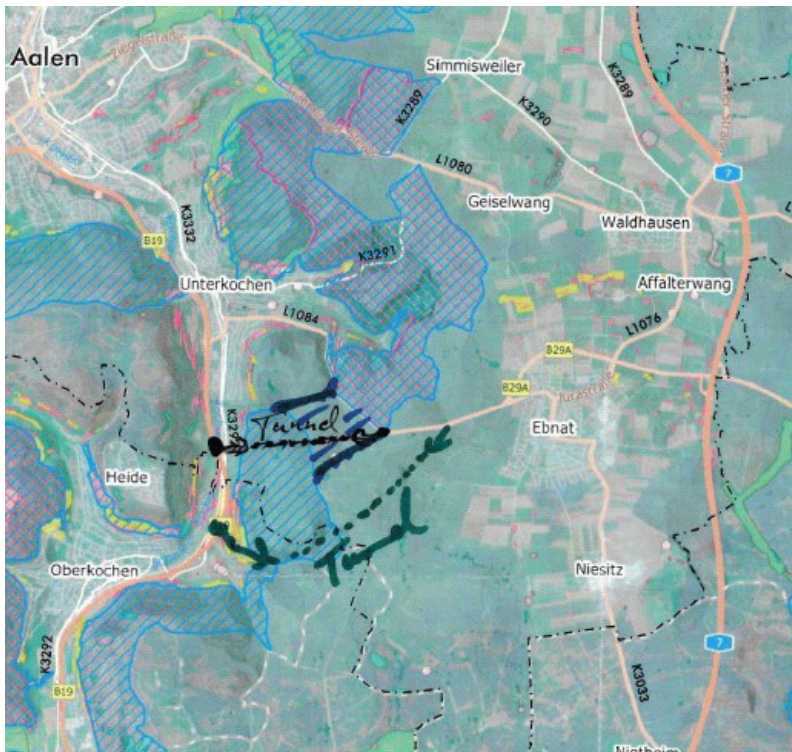 Aalen
Ziegelstraße
Simmisweiler
K3289
K3289
K3290
L1080
7
Geiselwang
Waldhausen
K3332
B19
K3291
Unterkochen
Affalterwang
L1084
L1076
B29A
B29A
Jurastraße
Tunnel
Ebnat
Heide
Tunnel
Oberkochen
Niesitz
K3292
7
B19
K3033